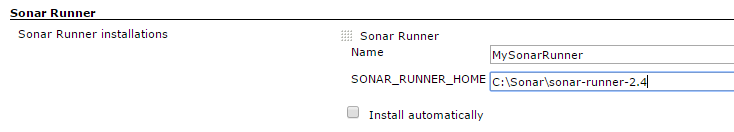 Sonar Runner
Sonar Runner installations
Sonar Runner
Name
MySonarRunner
SONAR_RUNNER_HOME
C:\Sonar\sonar-runner-2.4
Install automatically